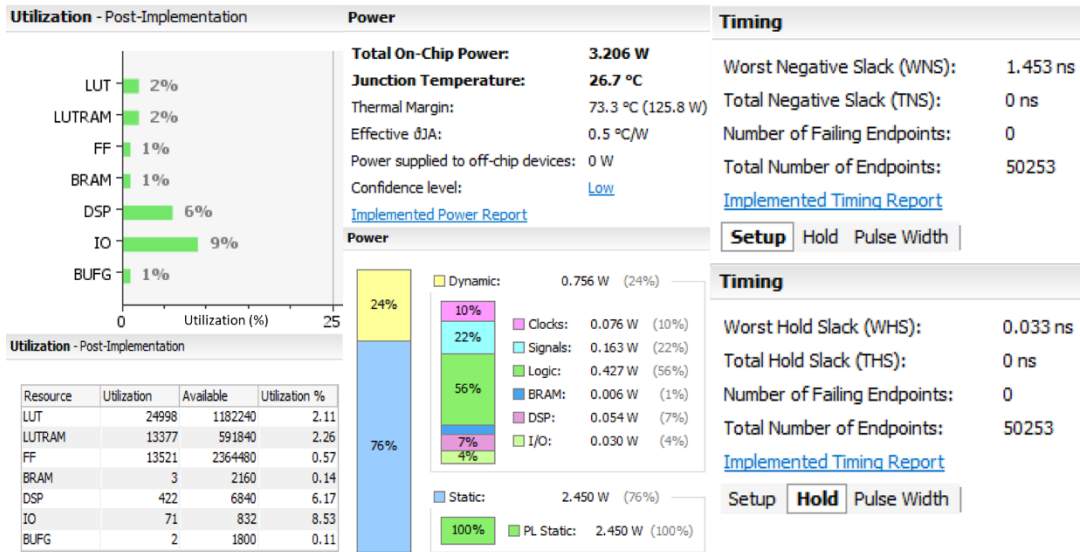 Utilization - Post-Implementation
LUT 2%
LUTRAM 2%
FF 1%
BRAM 1%
DSP 6%
IO 9%
BUFG 1%
0 25
Utilization (%)
Utilization - Post-Implementation
Resource Utilization Available Utilization %
LUT 24998 1182240 2.11
LUTRAM 13377 591840 2.26
FF 13521 2364480 0.57
BRAM 3 2160 0.14
DSP 422 6840 6.17
IO 71 832 8.53
BUFG 2 1800 0.11
Power
Total On-Chip Power: 3.206 W
Junction Temperature: 26.7 °C
Thermal Margin: 73.3 °C (125.8 W)
Effective ϑJA: 0.5 °C/W
Power supplied to off-chip devices: 0 W
Confidence level: Low
Implemented Power Report
Power
24%
76%
Dynamic: 0.756 W (24%)
10%
22%
56%
7%
4%
Clocks: 0.076 W (10%)
Signals: 0.163 W (22%)
Logic: 0.427 W (56%)
BRAM: 0.006 W (1%)
DSP: 0.054 W (7%)
I/O: 0.030 W (4%)
Static: 2.450 W (76%)
100%
PL Static: 2.450 W (100%)
Timing
Worst Negative Slack (WNS): 1.453 ns
Total Negative Slack (TNS): 0 ns
Number of Failing Endpoints: 0
Total Number of Endpoints: 50253
Implemented Timing Report
Setup Hold Pulse Width
Timing
Worst Hold Slack (WHS): 0.033 ns
Total Hold Slack (THS): 0 ns
Number of Failing Endpoints: 0
Total Number of Endpoints: 50253
Implemented Timing Report
Setup Hold Pulse Width